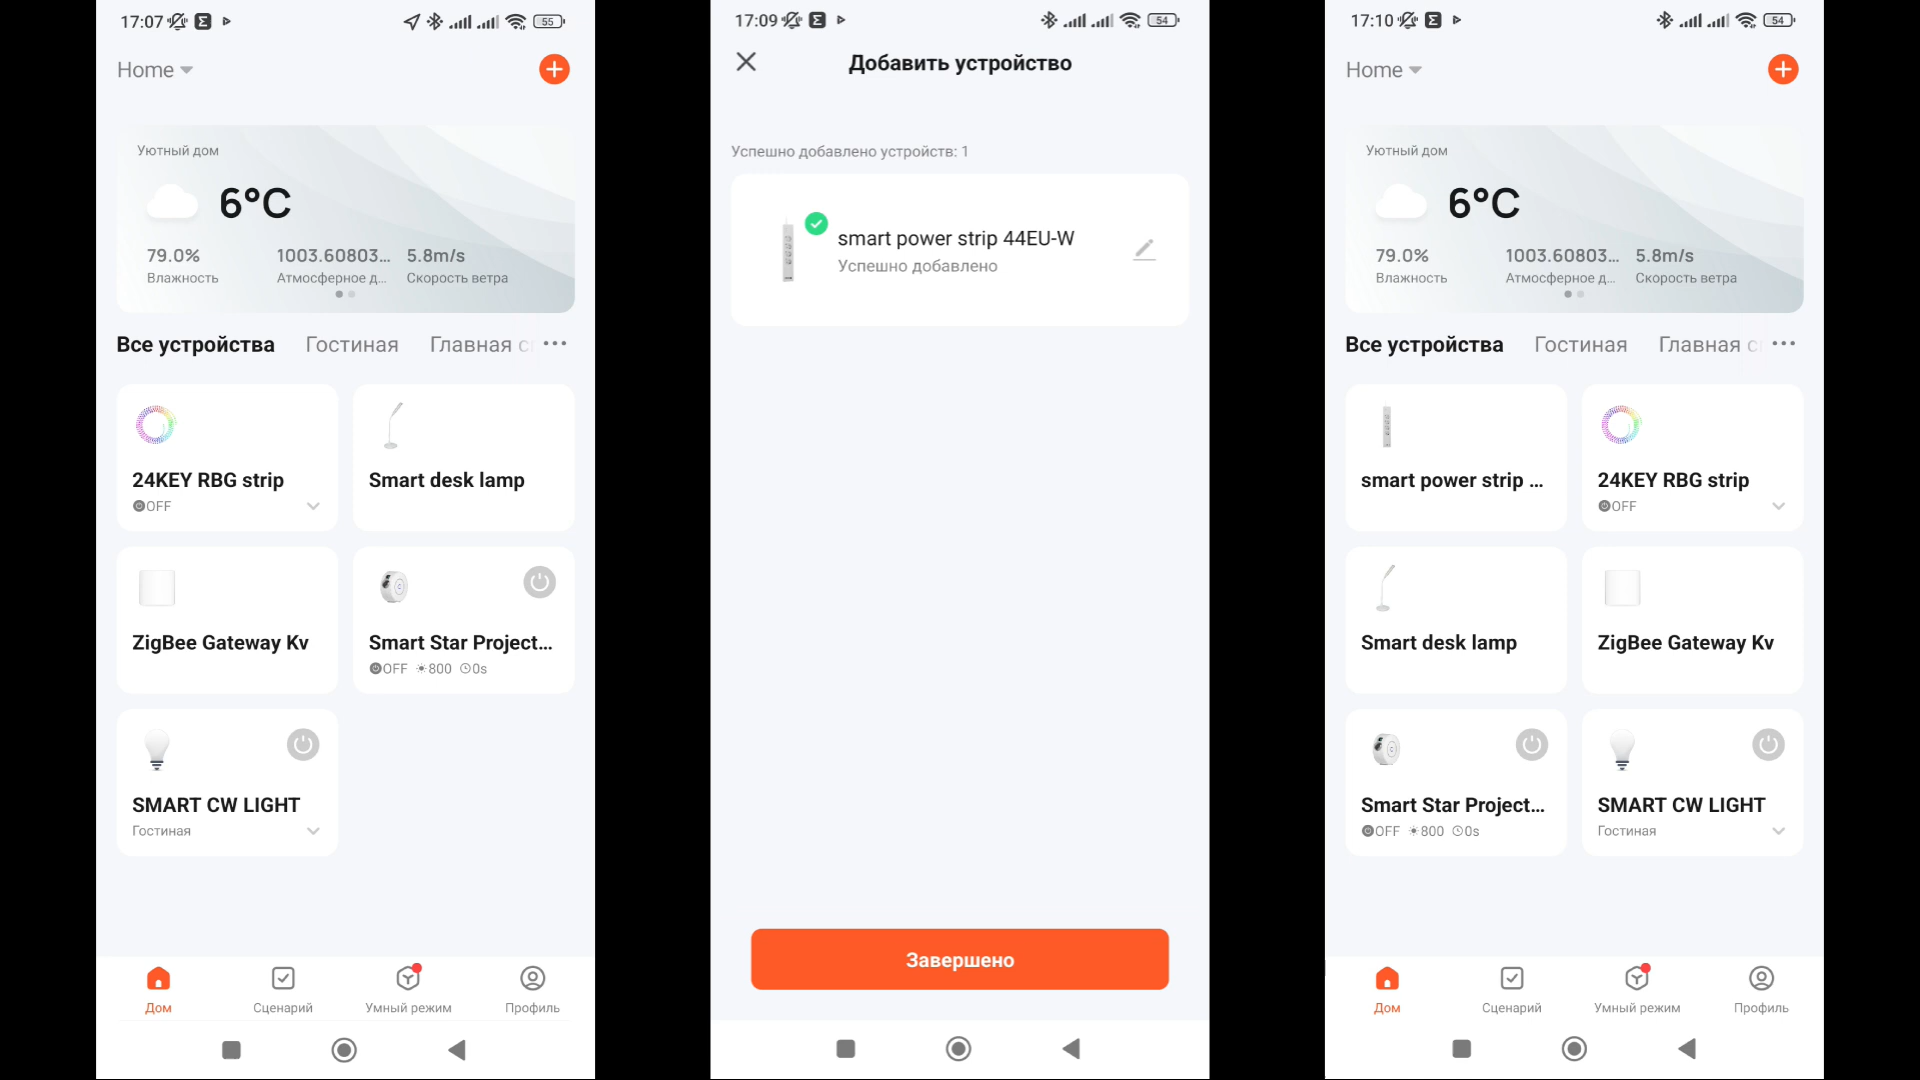 17:07
55
Home
Уютный дом
6°C
79.0%
1003.60803...
5.8m/s
Влажность
Атмосферное д...
Скорость ветра
Все устройства
Гостиная
Главная
24KEY RBG strip
OFF
Smart desk lamp
ZigBee Gateway Kv
Smart Star Project...
OFF 800 0s
SMART CW LIGHT
Гостиная
Дом
Сценарий
Умный режим
Профиль
17:09
54
Добавить устройство
Успешно добавлено устройств: 1
smart power strip 44EU-W
Успешно добавлено
Завершено
17:10
54
Home
Уютный дом
6°C
79.0%
1003.60803...
5.8m/s
Влажность
Атмосферное д...
Скорость ветра
Все устройства
Гостиная
Главная
smart power strip ...
24KEY RBG strip
OFF
Smart desk lamp
ZigBee Gateway Kv
Smart Star Project...
OFF 800 0s
SMART CW LIGHT
Гостиная
Дом
Сценарий
Умный режим
Профиль